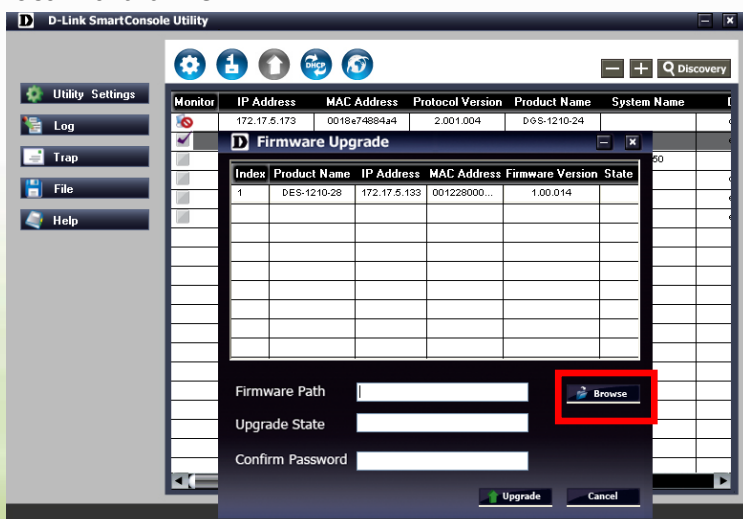 D-Link SmartConsole Utility
DHCP
Discovery
Utility Settings
Log
Trap
File
Help
Monitor IP Address MAC Address Protocol Version Product Name System Name
172.17.5.173 0018e74884a4 2.001.004 DGS-1210-24
50
Firmware Upgrade
Index Product Name IP Address MAC Address Firmware Version State
1 DES-1210-28 172.17.5.133 001228000... 1.00.014
Firmware Path
Browse
Upgrade State
Confirm Password
Upgrade Cancel